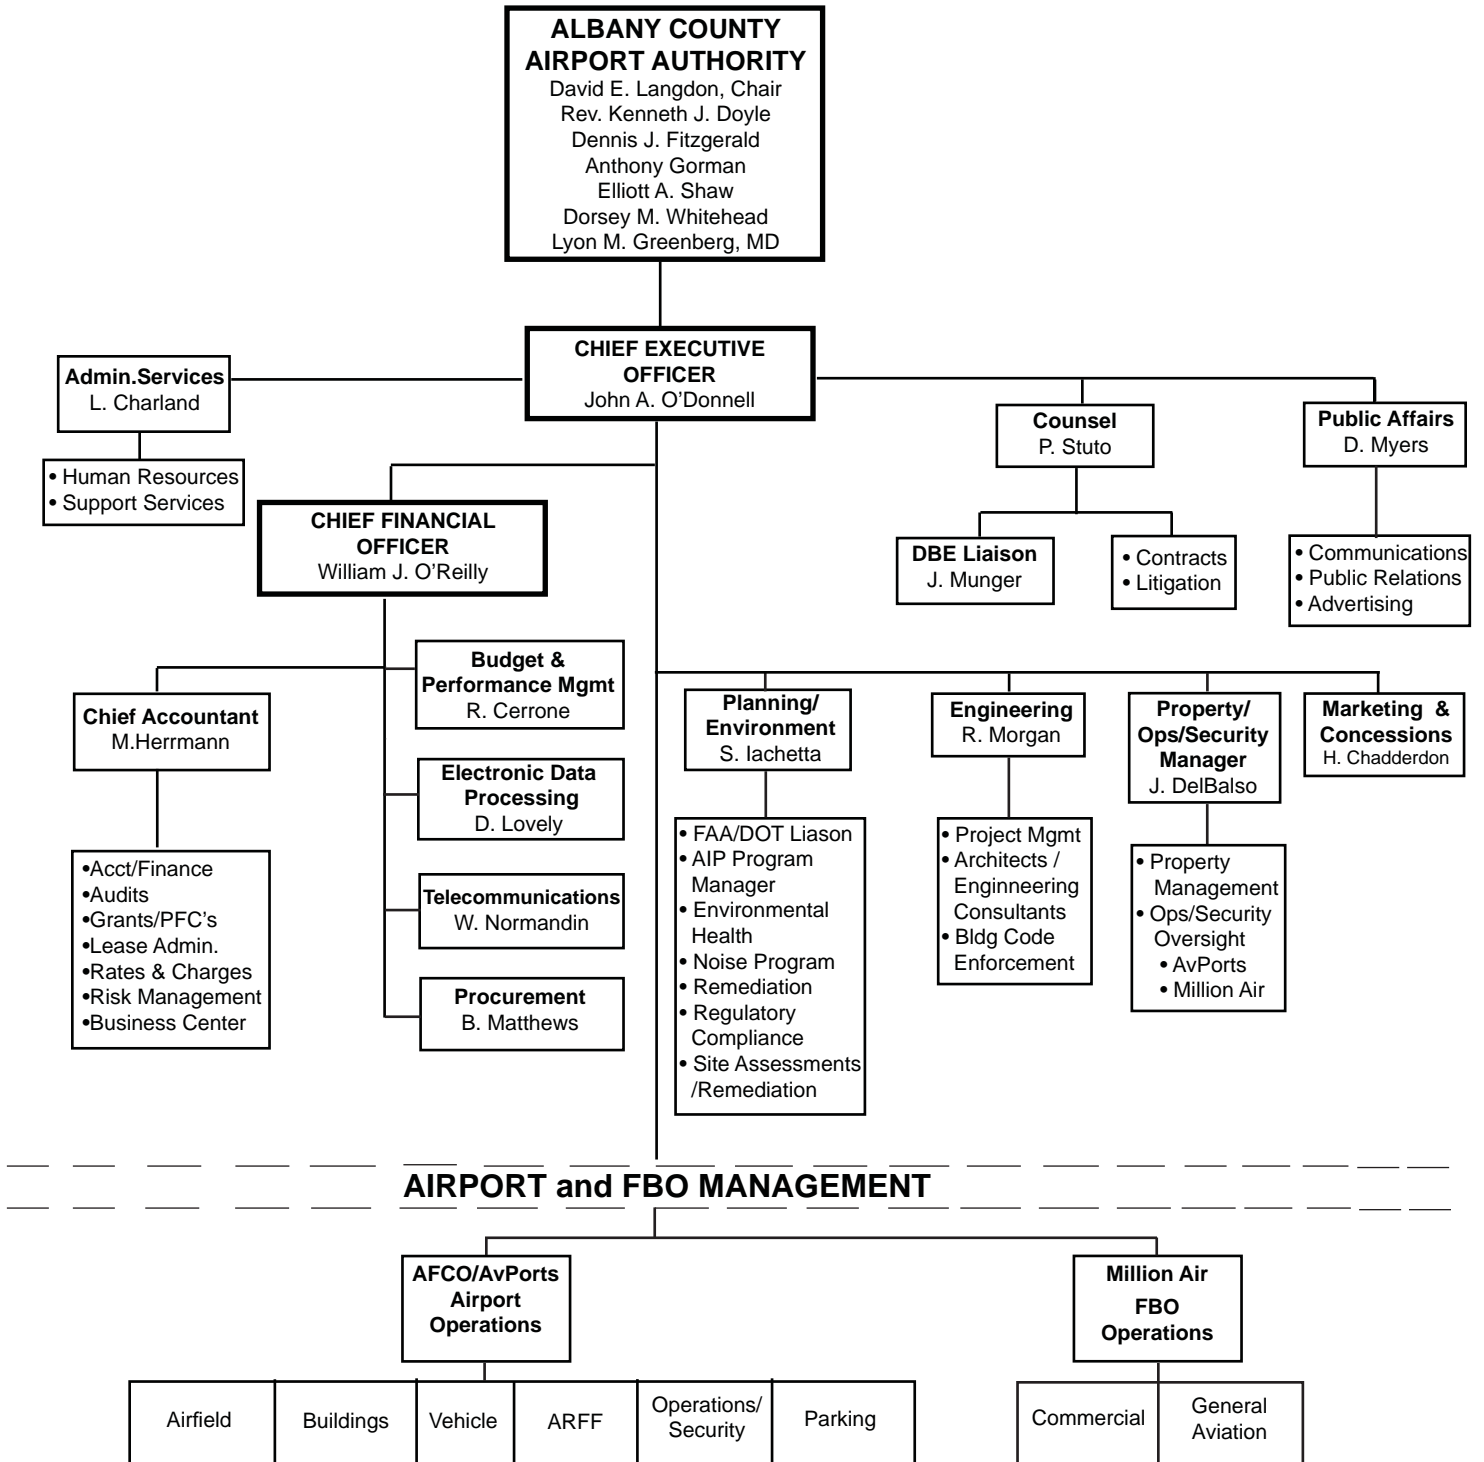 ALBANY COUNTY
AIRPORT AUTHORITY
David E. Langdon, Chair
Rev. Kenneth J. Doyle
Dennis J. Fitzgerald
Anthony Gorman
Elliott A. Shaw
Dorsey M. Whitehead
Lyon M. Greenberg, MD
CHIEF EXECUTIVE
OFFICER
John A. O'Donnell
Admin.Services
L. Charland
• Human Resources
• Support Services
Counsel
P. Stuto
Public Affairs
D. Myers
DBE Liaison
J. Munger
• Contracts
• Litigation
• Communications
• Public Relations
• Advertising
CHIEF FINANCIAL
OFFICER
William J. O'Reilly
Budget &
Performance Mgmt
R. Cerrone
Chief Accountant
M.Herrmann
Electronic Data
Processing
D. Lovely
Telecommunications
W. Normandin
Procurement
B. Matthews
•Acct/Finance
•Audits
•Grants/PFC's
•Lease Admin.
•Rates & Charges
•Risk Management
•Business Center
Planning/
Environment
S. Iachetta
• FAA/DOT Liason
• AIP Program
Manager
• Environmental
Health
• Noise Program
• Remediation
• Regulatory
Compliance
• Site Assessments
/Remediation
Engineering
R. Morgan
• Project Mgmt
• Architects /
Enginneering
Consultants
• Bldg Code
Enforcement
Property/
Ops/Security
Manager
J. DelBalso
• Property
Management
• Ops/Security
Oversight
• AvPorts
• Million Air
Marketing &
Concessions
H. Chadderdon
AIRPORT and FBO MANAGEMENT
AFCO/AvPorts
Airport
Operations
Airfield
Buildings
Vehicle
ARFF
Operations/
Security
Parking
Million Air
FBO
Operations
Commercial
General
Aviation